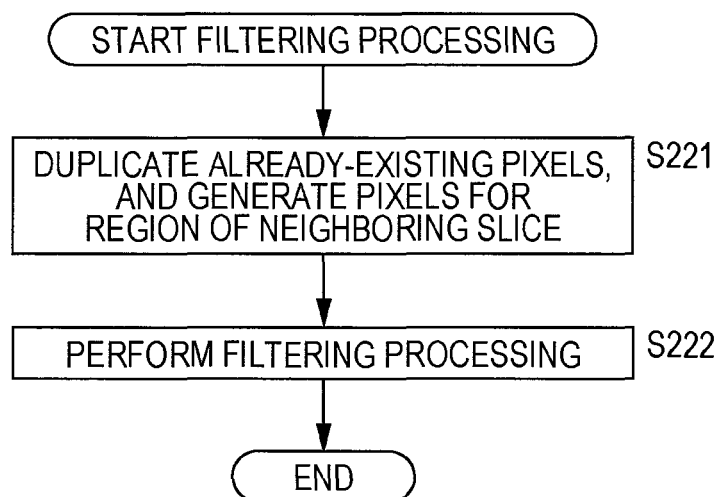 START FILTERING PROCESSING
DUPLICATE ALREADY-EXISTING PIXELS,
AND GENERATE PIXELS FOR
REGION OF NEIGHBORING SLICE
S221
PERFORM FILTERING PROCESSING
S222
END